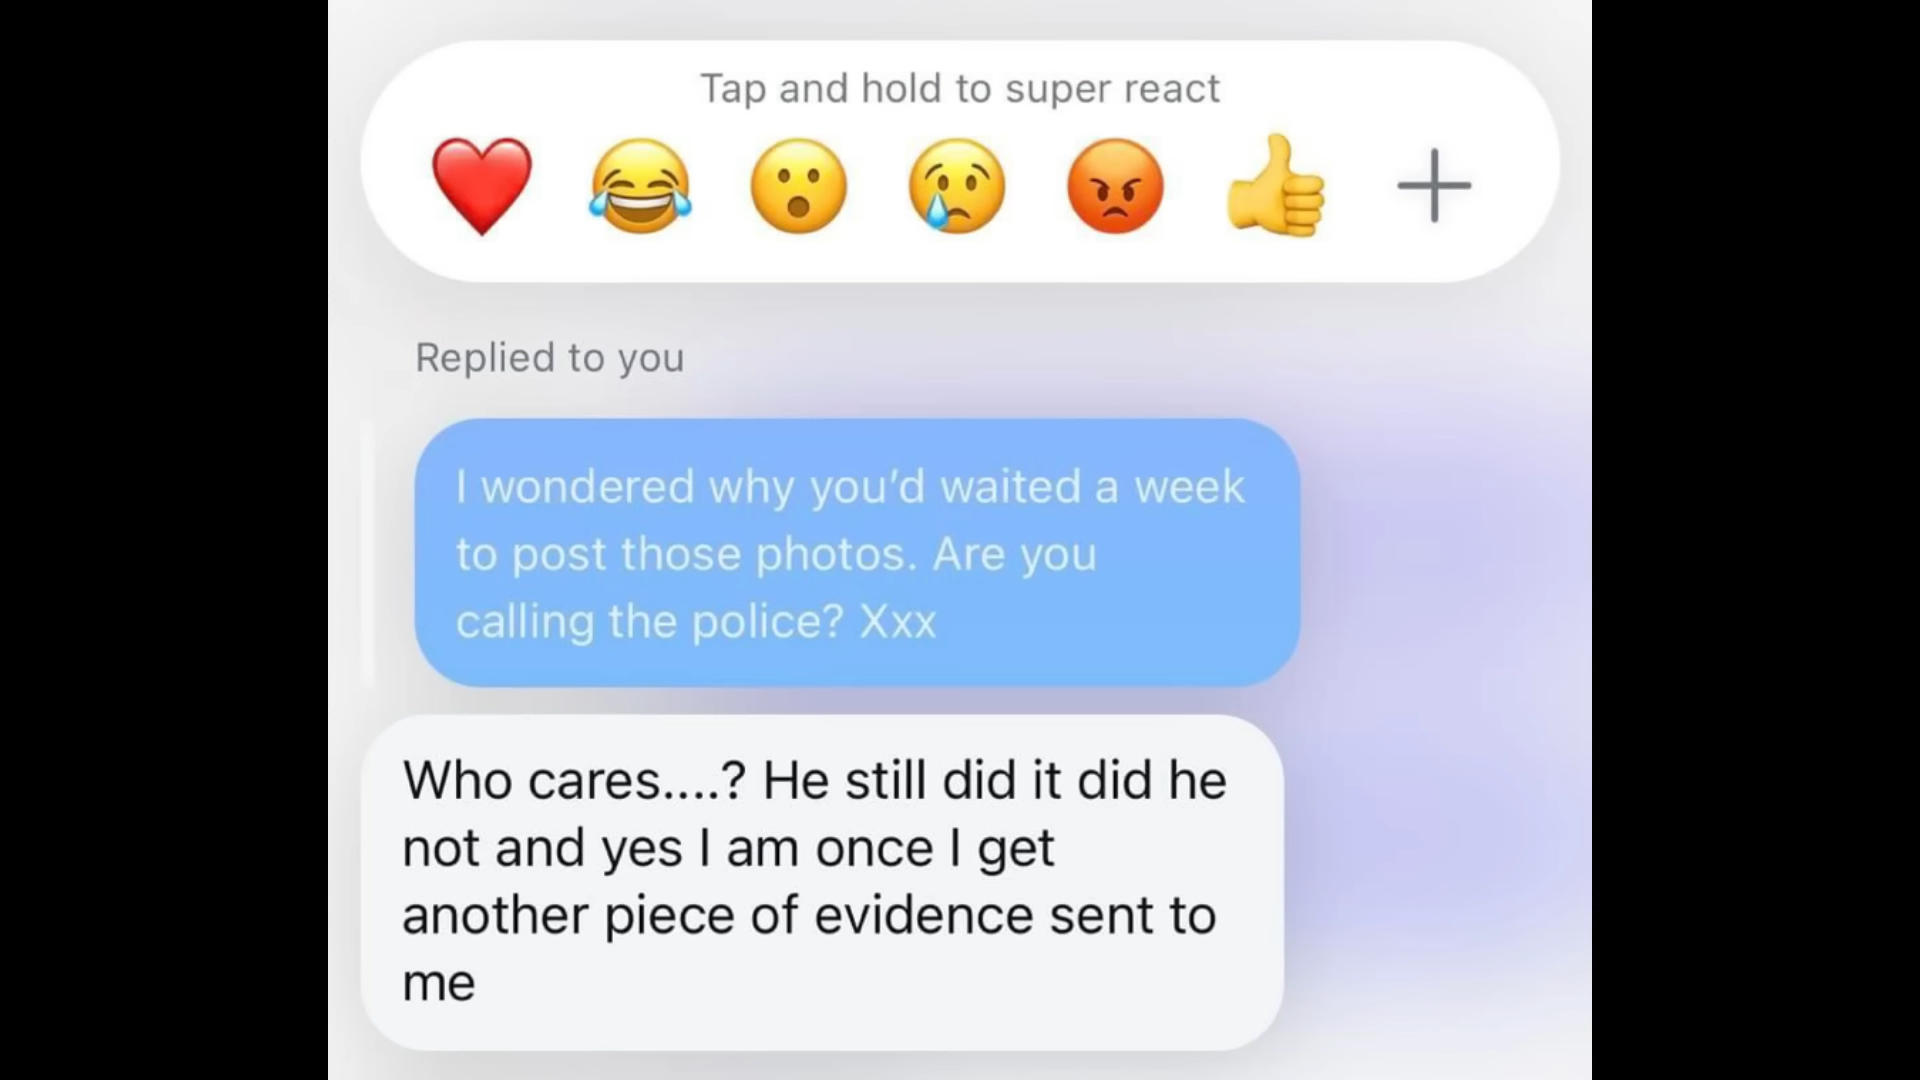 Tap and hold to super react
Replied to you
I wondered why you’d waited a week
to post those photos. Are you
calling the police? Xxx
Who cares....? He still did it did he
not and yes I am once I get
another piece of evidence sent to
me